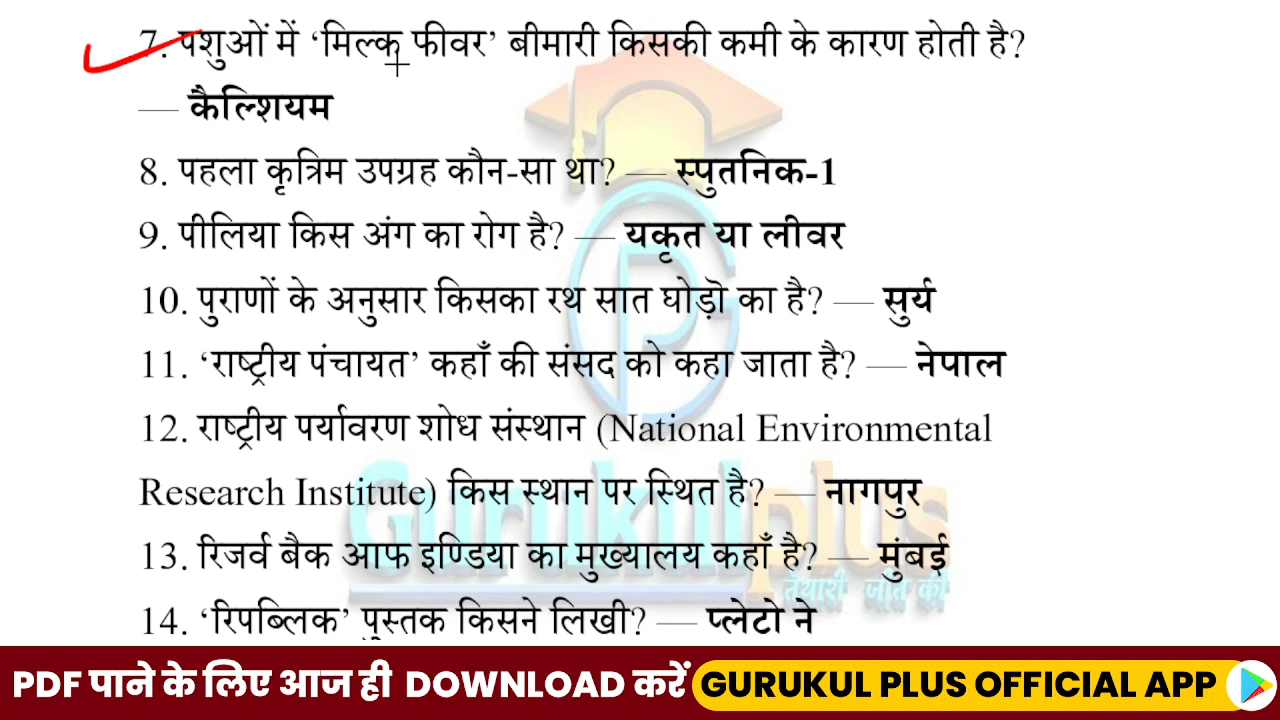 7. पशुओं में ‘मिल्क फीवर’ बीमारी किसकी कमी के कारण होती है?
— कैल्शियम
8. पहला कृत्रिम उपग्रह कौन-सा था? — स्पुतनिक-1
9. पीलिया किस अंग का रोग है? — यकृत या लीवर
10. पुराणों के अनुसार किसका रथ सात घोड़ॊ का है? — सुर्य
11. ‘राष्ट्रीय पंचायत’ कहाँ की संसद को कहा जाता है? — नेपाल
12. राष्ट्रीय पर्यावरण शोध संस्थान (National Environmental
Research Institute) किस स्थान पर स्थित है? — नागपुर
13. रिजर्व बैक आफ इण्डिया का मुख्यालय कहाँ है? — मुंबई
14. ‘रिपब्लिक’ पुस्तक किसने लिखी? — प्लेटो ने
Gurukulplus
तैयारी जीत की
PDF पाने के लिए आज ही DOWNLOAD करें GURUKUL PLUS OFFICIAL APP